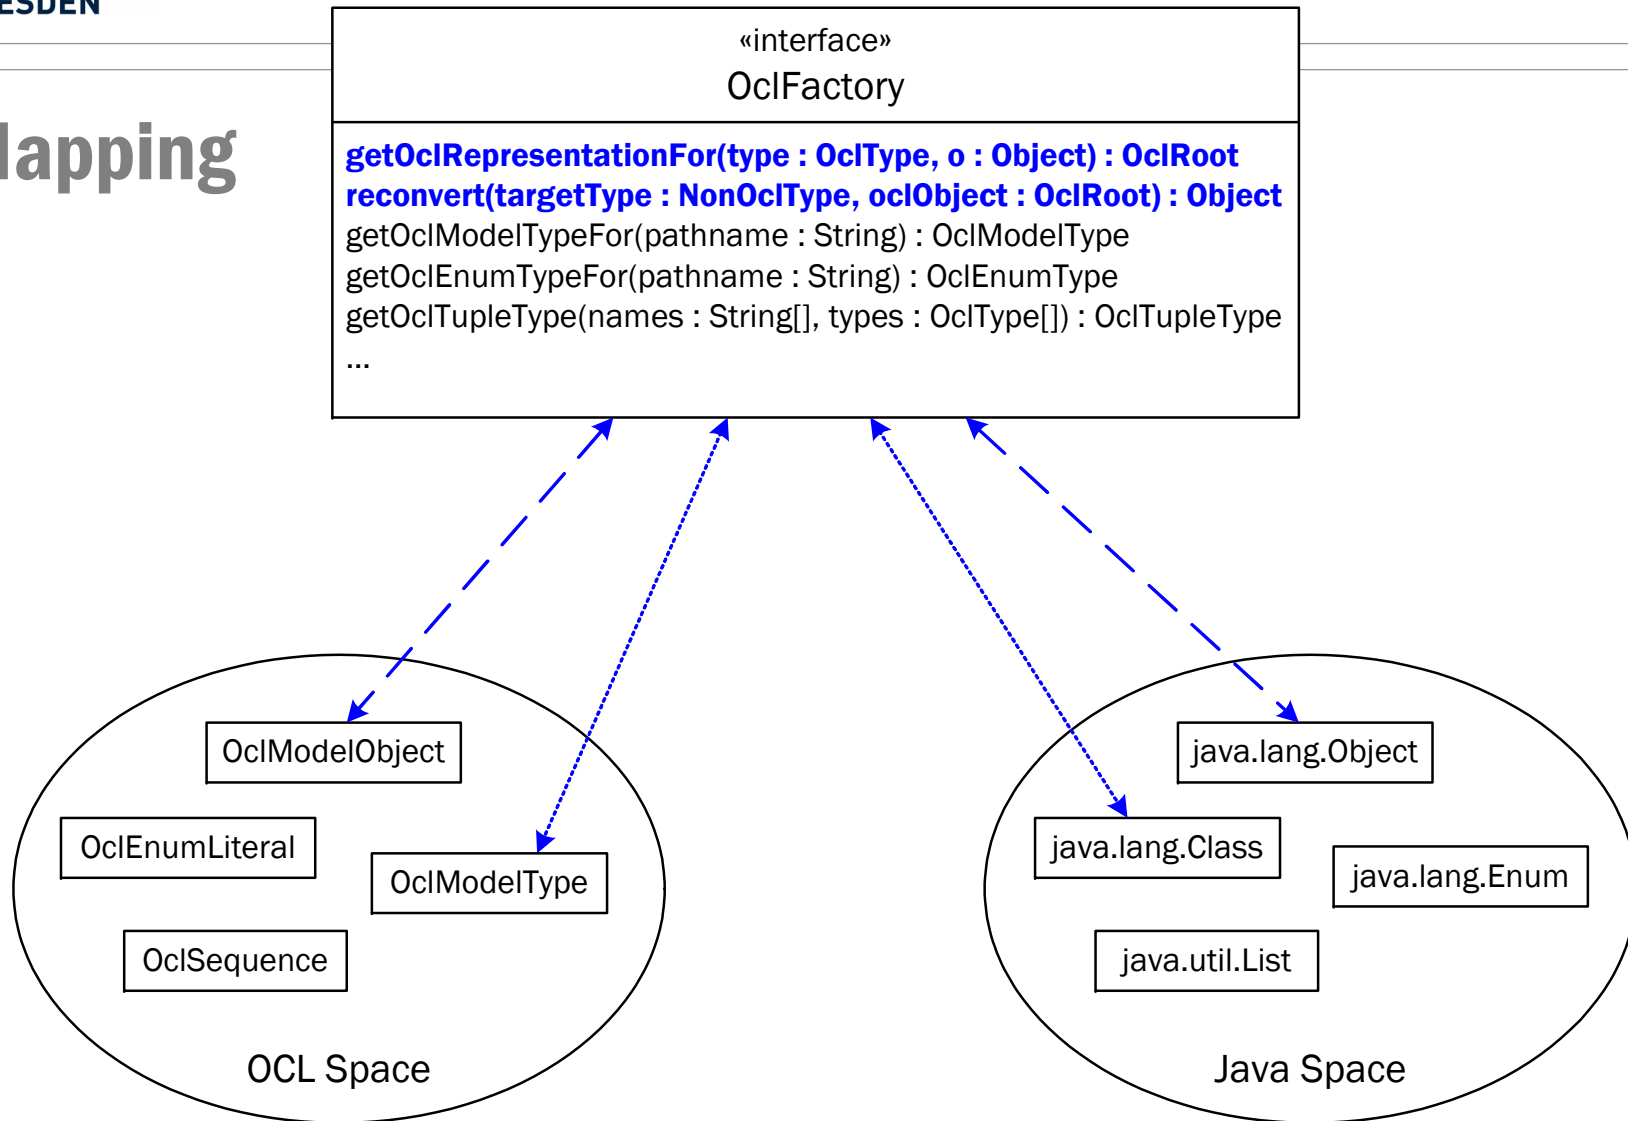 «interface»
OclFactory
getOclRepresentationFor(type : OclType, o : Object) : OclRoot
reconvert(targetType : NonOclType, oclObject : OclRoot) : Object
getOclModelTypeFor(pathname : String) : OclModelType
getOclEnumTypeFor(pathname : String) : OclEnumType
getOclTupleType(names : String[], types : OclType[]) : OclTupleType
...
OclModelObject
OclEnumLiteral
OclModelType
OclSequence
OCL Space
java.lang.Object
java.lang.Class
java.lang.Enum
java.util.List
Java Space